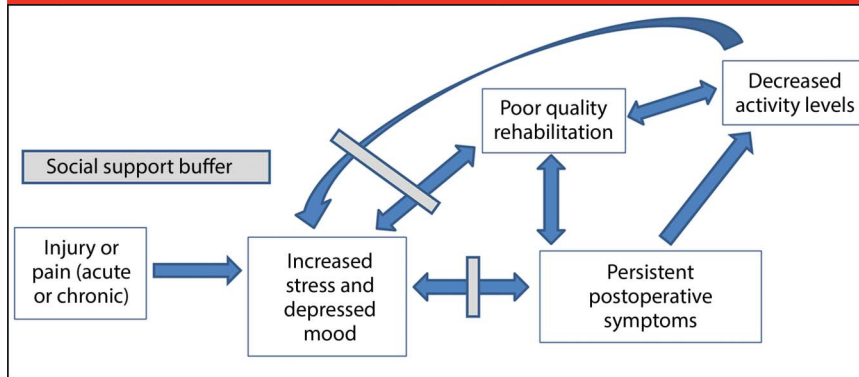 Decreased
activity levels
Poor quality
rehabilitation
Social support buffer
Injury or
pain (acute
or chronic)
Increased
stress and
depressed
mood
Persistent
postoperative
symptoms